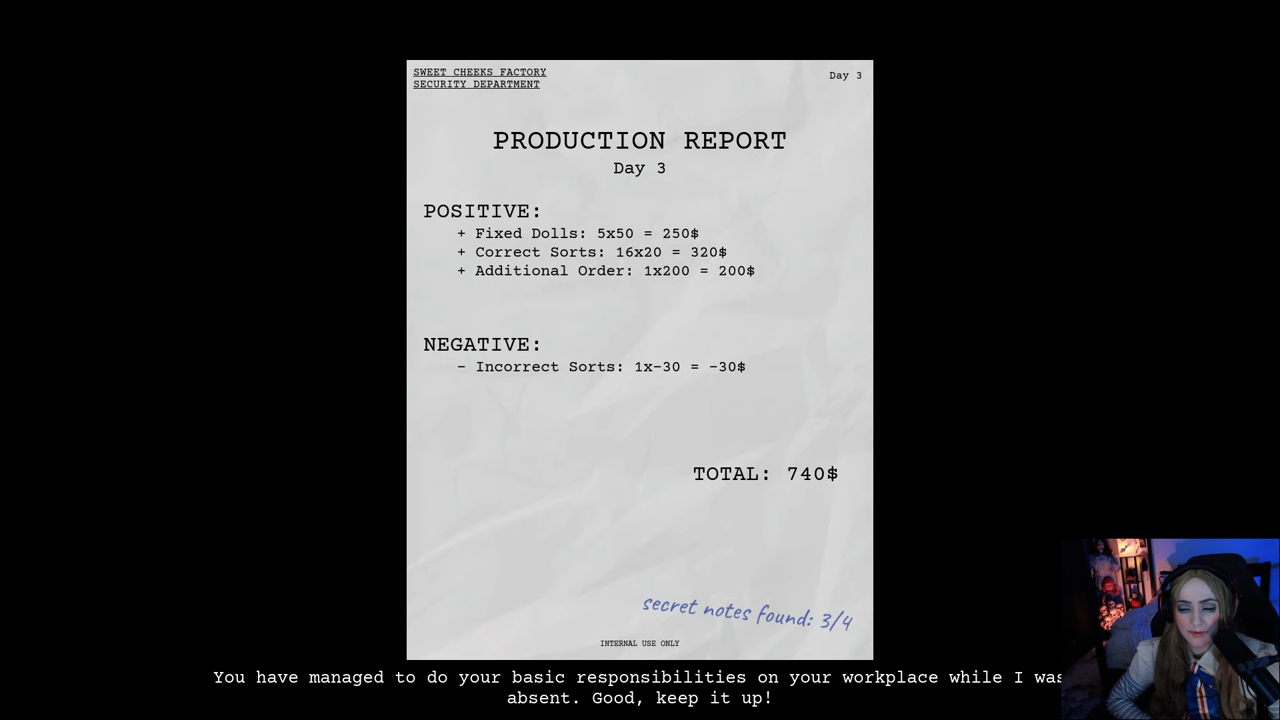 SWEET CHEEKS FACTORY
SECURITY DEPARTMENT
Day 3
PRODUCTION REPORT
Day 3
POSITIVE:
+ Fixed Dolls: 5x50 = 250$
+ Correct Sorts: 16x20 = 320$
+ Additional Order: 1x200 = 200$
NEGATIVE:
- Incorrect Sorts: 1x-30 = -30$
TOTAL: 740$
secret notes found: 3/4
INTERNAL USE ONLY
You have managed to do your basic responsibilities on your workplace while I was
absent. Good, keep it up!